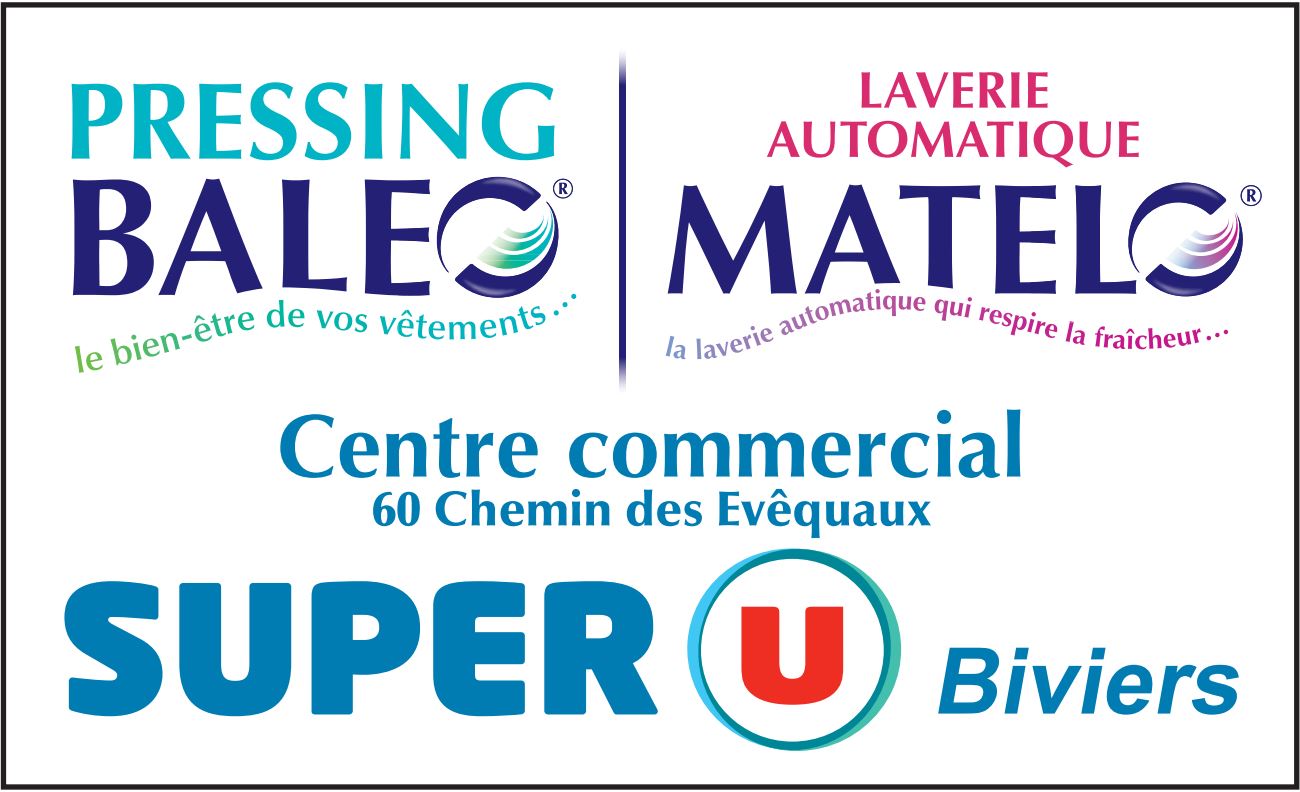 PRESSING
BALEO®
le bien-être de vos vêtements...
LAVERIE
AUTOMATIQUE
MATELO®
la laverie automatique qui respire la fraîcheur...
Centre commercial
60 Chemin des Evêquaux
SUPER U Biviers